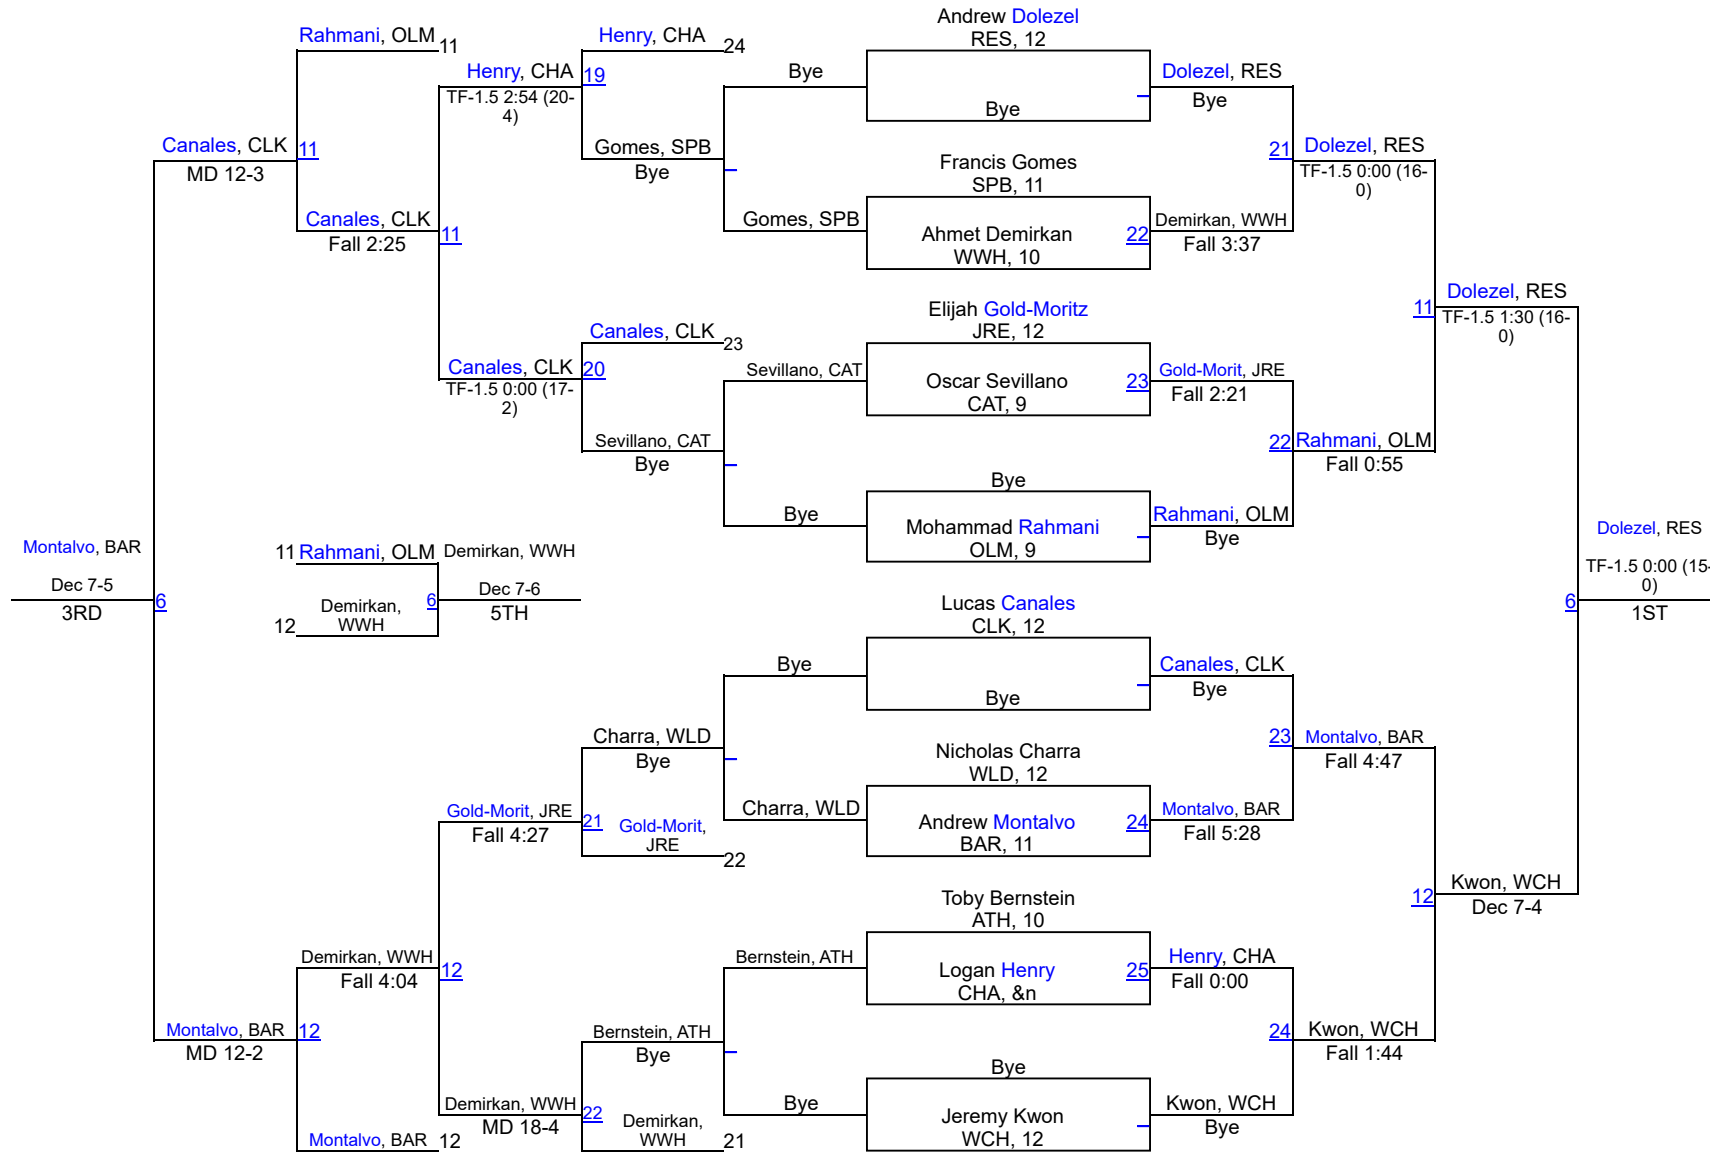 Andrew Dolezel
RES, 12
Rahmani, OLM
11
Henry, CHA
24
Henry, CHA
19
TF-1.5 2:54 (20-
4)
Bye
Bye
Dolezel, RES
Bye
Canales, CLK
11
MD 12-3
Gomes, SPB
Bye
Francis Gomes
SPB, 11
21
Dolezel, RES
TF-1.5 0:00 (16-
0)
Canales, CLK
Fall 2:25
11
Gomes, SPB
Ahmet Demirkan
WWH, 10
22
Demirkan, WWH
Fall 3:37
Elijah Gold-Moritz
JRE, 12
11
Dolezel, RES
TF-1.5 1:30 (16-
0)
Canales, CLK
23
Canales, CLK
20
TF-1.5 0:00 (17-
2)
Sevillano, CAT
Oscar Sevillano
CAT, 9
23
Gold-Morit, JRE
Fall 2:21
Sevillano, CAT
Bye
22
Rahmani, OLM
Fall 0:55
Bye
Bye
Mohammad Rahmani
OLM, 9
Rahmani, OLM
Bye
Montalvo, BAR
Dec 7-5
3RD
6
11
Rahmani, OLM
12
Demirkan,
WWH
6
Demirkan, WWH
Dec 7-6
5TH
Dolezel, RES
TF-1.5 0:00 (15-
0)
6
1ST
Lucas Canales
CLK, 12
Bye
Bye
Canales, CLK
Bye
Charra, WLD
Bye
Nicholas Charra
WLD, 12
23
Montalvo, BAR
Fall 4:47
Gold-Morit, JRE
Fall 4:27
21
Gold-Morit,
JRE
22
Charra, WLD
Andrew Montalvo
BAR, 11
24
Montalvo, BAR
Fall 5:28
Toby Bernstein
ATH, 10
12
Kwon, WCH
Dec 7-4
Demirkan, WWH
Fall 4:04
12
Bernstein, ATH
Logan Henry
CHA, &n
25
Henry, CHA
Fall 0:00
Montalvo, BAR
12
MD 12-2
Bernstein, ATH
Bye
24
Kwon, WCH
Fall 1:44
Bye
Demirkan, WWH
22
MD 18-4
Demirkan,
WWH
21
Bye
Jeremy Kwon
WCH, 12
Kwon, WCH
Bye
Montalvo, BAR
12